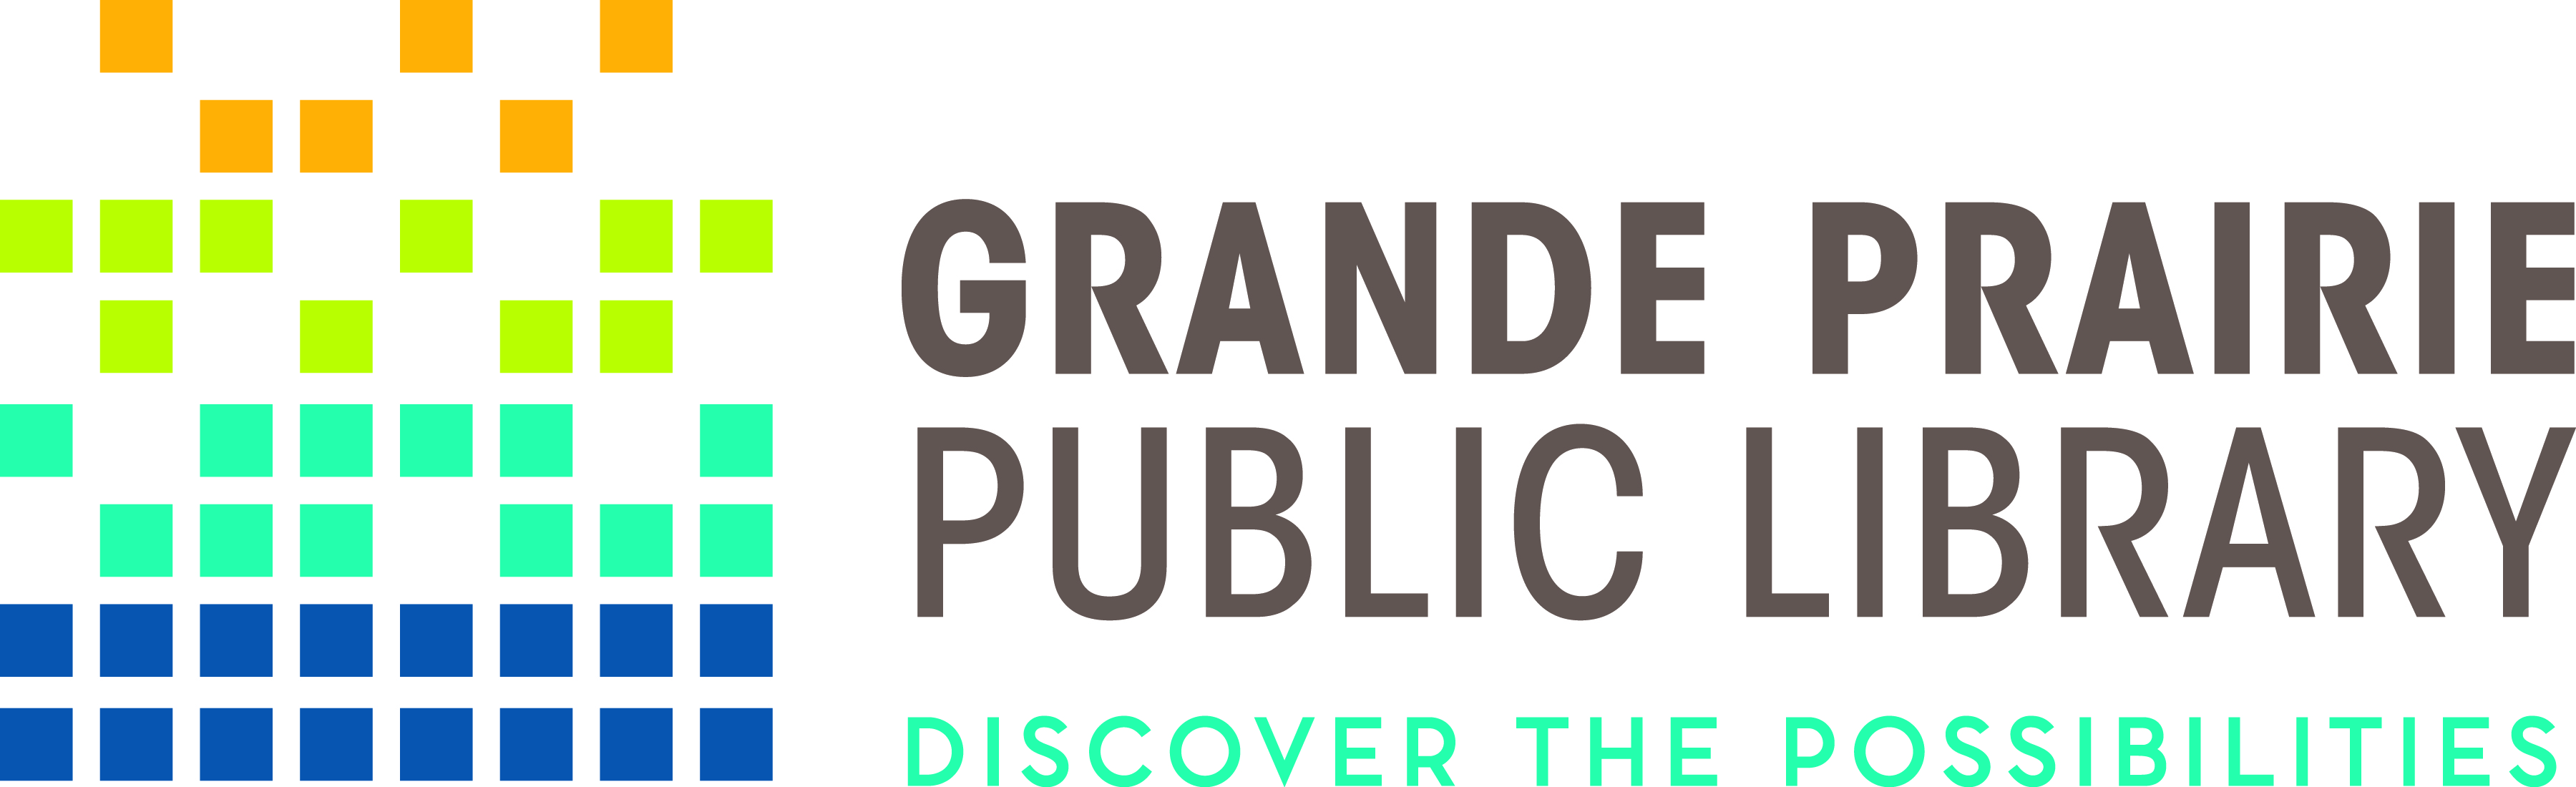 GRANDE PRAIRIE
PUBLIC LIBRARY
DISCOVER THE POSSIBILITIES